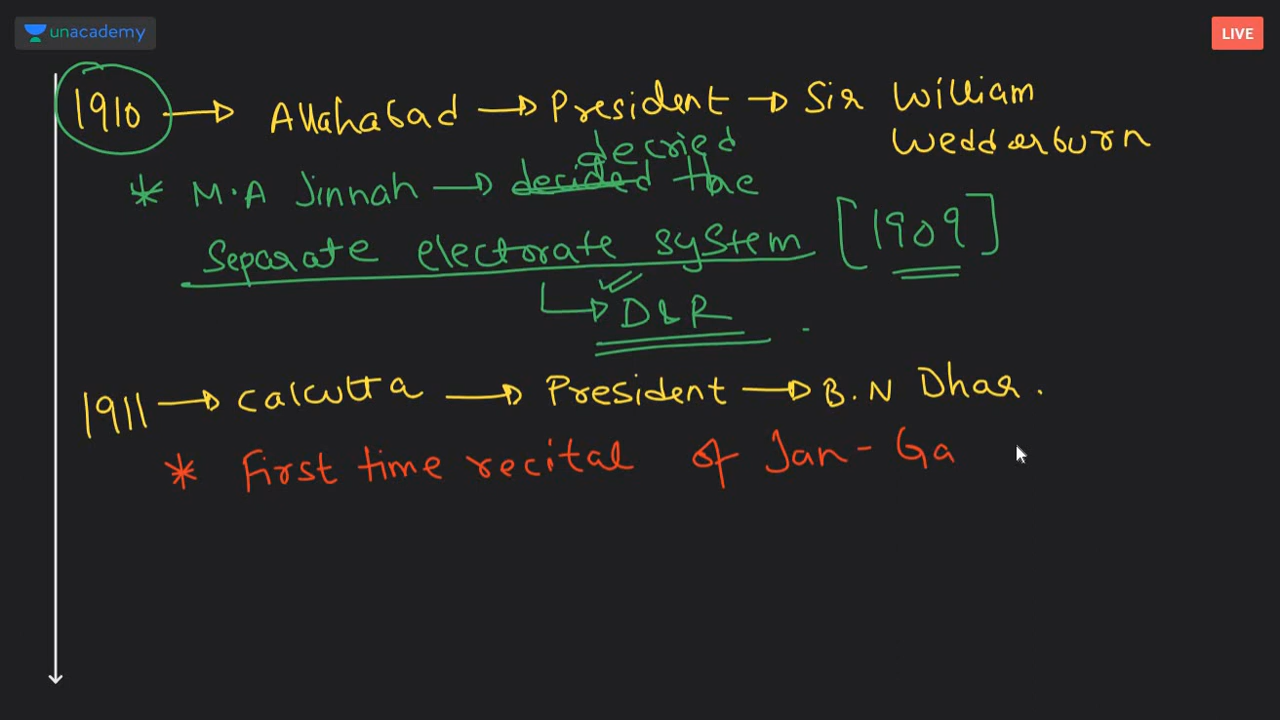 unacademy
LIVE
1910 → Allahabad → President → Sir William
Wedderburn
decried
* M.A Jinnah → decided the
Separate electorate system [1909]
↳ D&R
1911 → Calcutta → President → B.N Dhar.
* First time recital of Jan-Ga